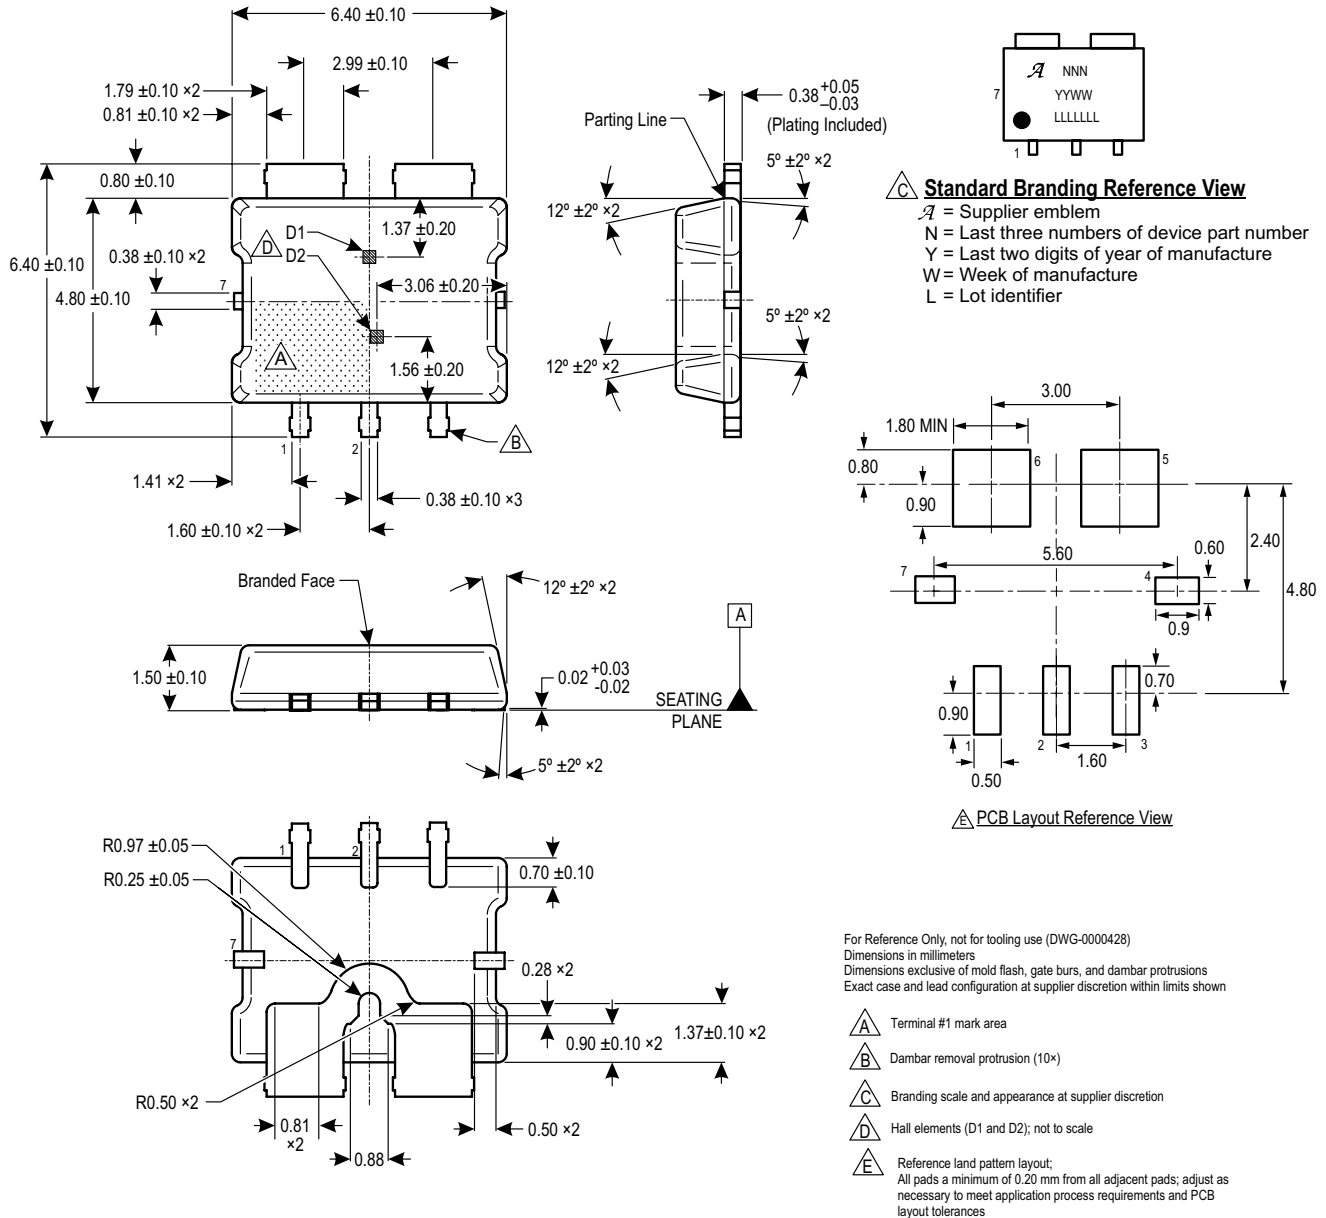 6.40 ±0.10
2.99 ±0.10
1.79 ±0.10 ×2
0.81 ±0.10 ×2
0.80 ±0.10
6.40 ±0.10
4.80 ±0.10
0.38 ±0.10 ×2
7
D
D1
D2
1.37 ±0.20
3.06 ±0.20
1.56 ±0.20
A
B
1
2
1.41 ×2
1.60 ±0.10 ×2
0.38 ±0.10 ×3
Parting Line
0.38 +0.05
–0.03
(Plating Included)
5º ±2º ×2
12º ±2º ×2
5º ±2º ×2
12º ±2º ×2
A NNN
7
YYWW
LLLLLLL
1
C Standard Branding Reference View
A = Supplier emblem
N = Last three numbers of device part number
Y = Last two digits of year of manufacture
W = Week of manufacture
L = Lot identifier
3.00
1.80 MIN
0.80
0.90
6
5
2.40
4.80
5.60
0.60
7
4
0.9
0.70
0.90
1
2
3
1.60
0.50
E PCB Layout Reference View
Branded Face
12º ±2º ×2
1.50 ±0.10
0.02 +0.03
-0.02
A
SEATING
PLANE
5º ±2º ×2
R0.97 ±0.05
R0.25 ±0.05
1
2
7
0.70 ±0.10
0.28 ×2
1.37±0.10 ×2
0.90 ±0.10 ×2
R0.50 ×2
0.81
×2
0.88
0.50 ×2
For Reference Only, not for tooling use (DWG-0000428)
Dimensions in millimeters
Dimensions exclusive of mold flash, gate burs, and dambar protrusions
Exact case and lead configuration at supplier discretion within limits shown
A Terminal #1 mark area
B Dambar removal protrusion (10×)
C Branding scale and appearance at supplier discretion
D Hall elements (D1 and D2); not to scale
E Reference land pattern layout;
All pads a minimum of 0.20 mm from all adjacent pads; adjust as
necessary to meet application process requirements and PCB
layout tolerances